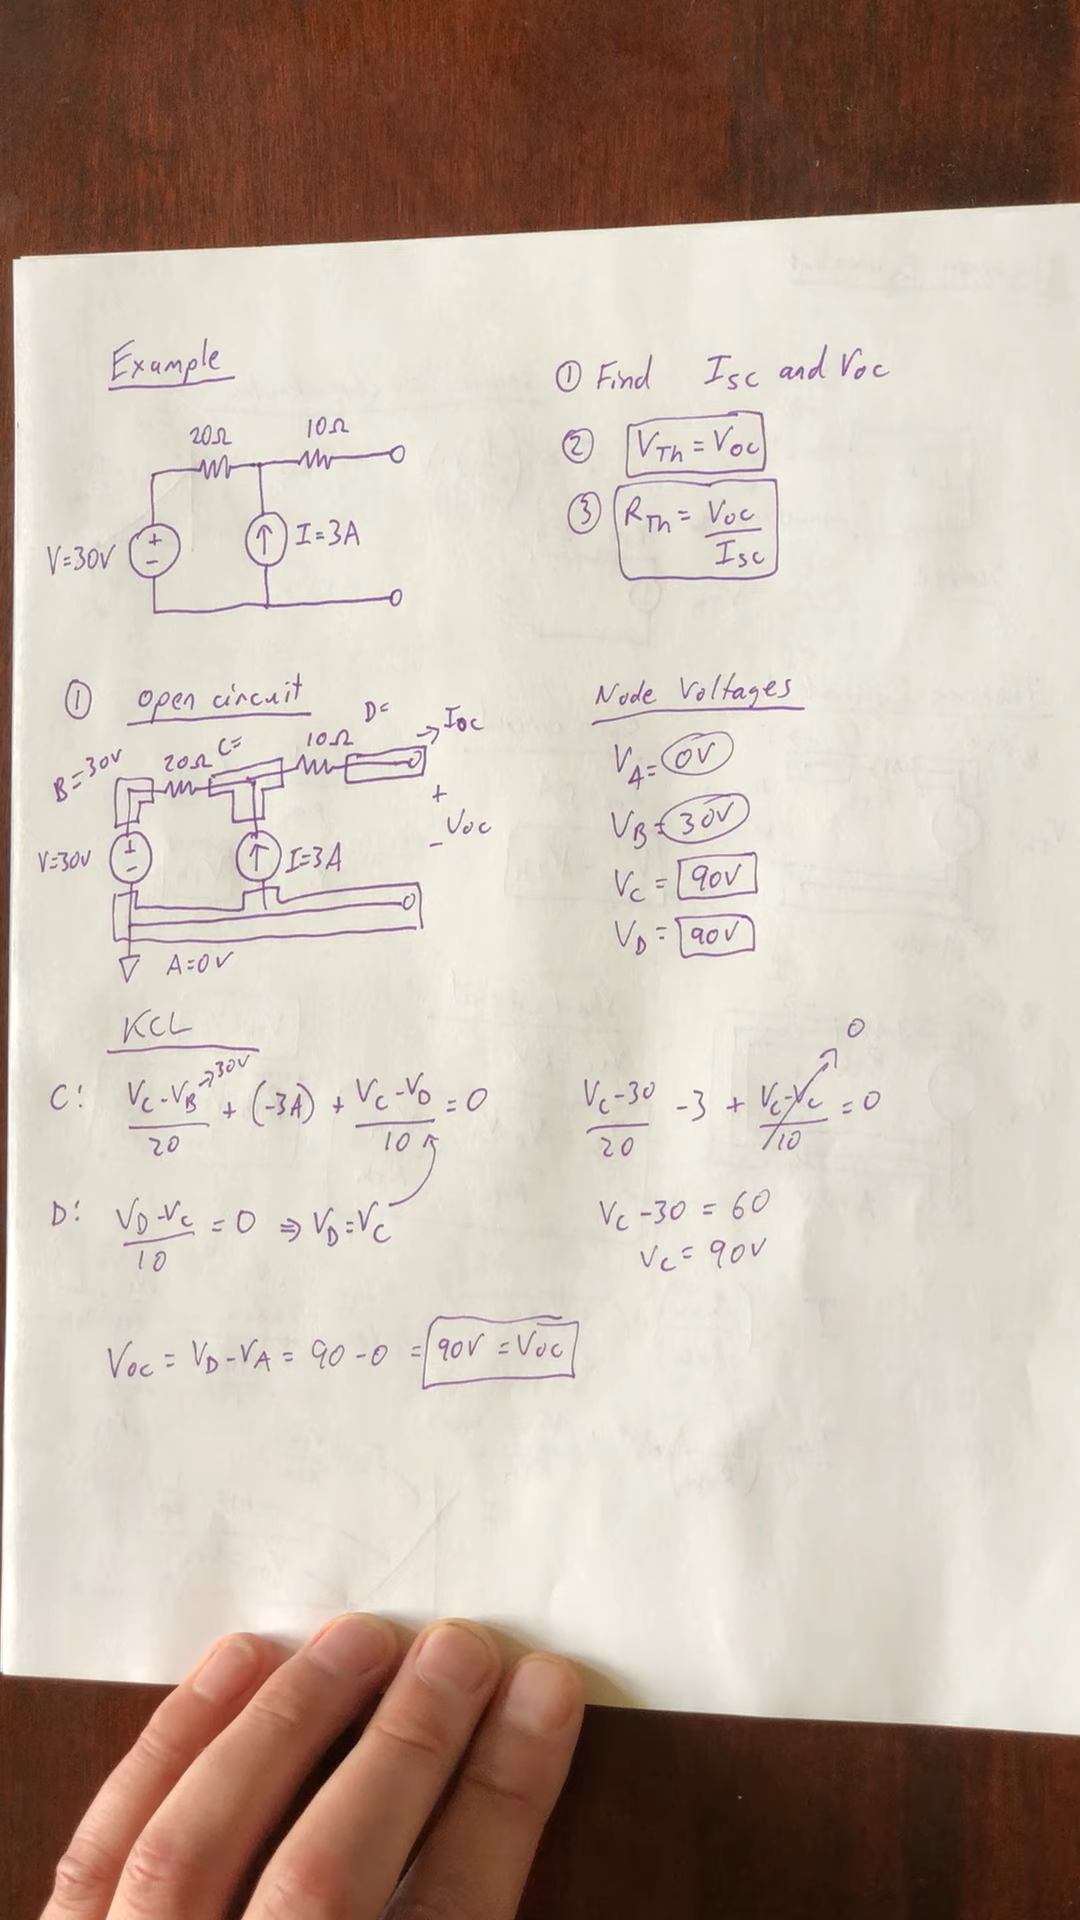 Example
20Ω 10Ω
V=30V
+
-
I=3A
① Find Isc and Voc
② VTh = Voc
③ RTh = Voc / Isc
① open circuit
B=30V 20Ω C= 10Ω D= → Ioc
V=30V
+
-
I=3A
+
Voc
-
A=0V
Node Voltages
VA = 0V
VB = 30V
VC = 90V
VD = 90V
KCL
C: (VC - VB → 30V) / 20 + (-3A) + (VC - VD) / 10 = 0
D: (VD - VC) / 10 = 0 ⇒ VD = VC
(VC - 30) / 20 - 3 + (VC - VC) / 10 → 0 = 0
VC - 30 = 60
VC = 90V
Voc = VD - VA = 90 - 0 = 90V = Voc